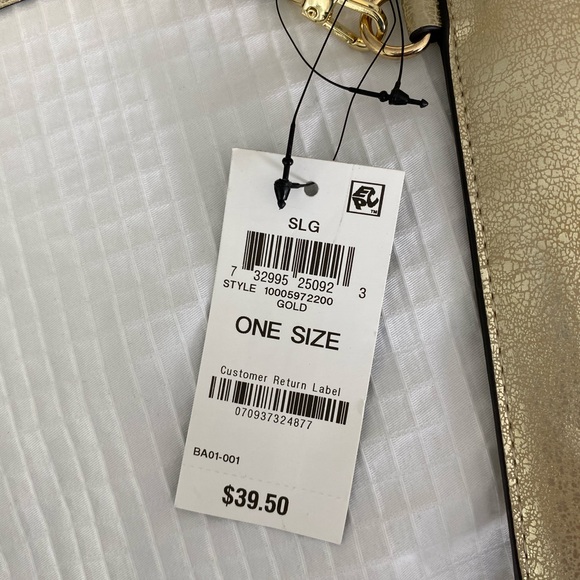 SLG
7 32995 25092 3
STYLE 10005972200
GOLD
ONE SIZE
Customer Return Label
070937324877
BA01-001
$39.50